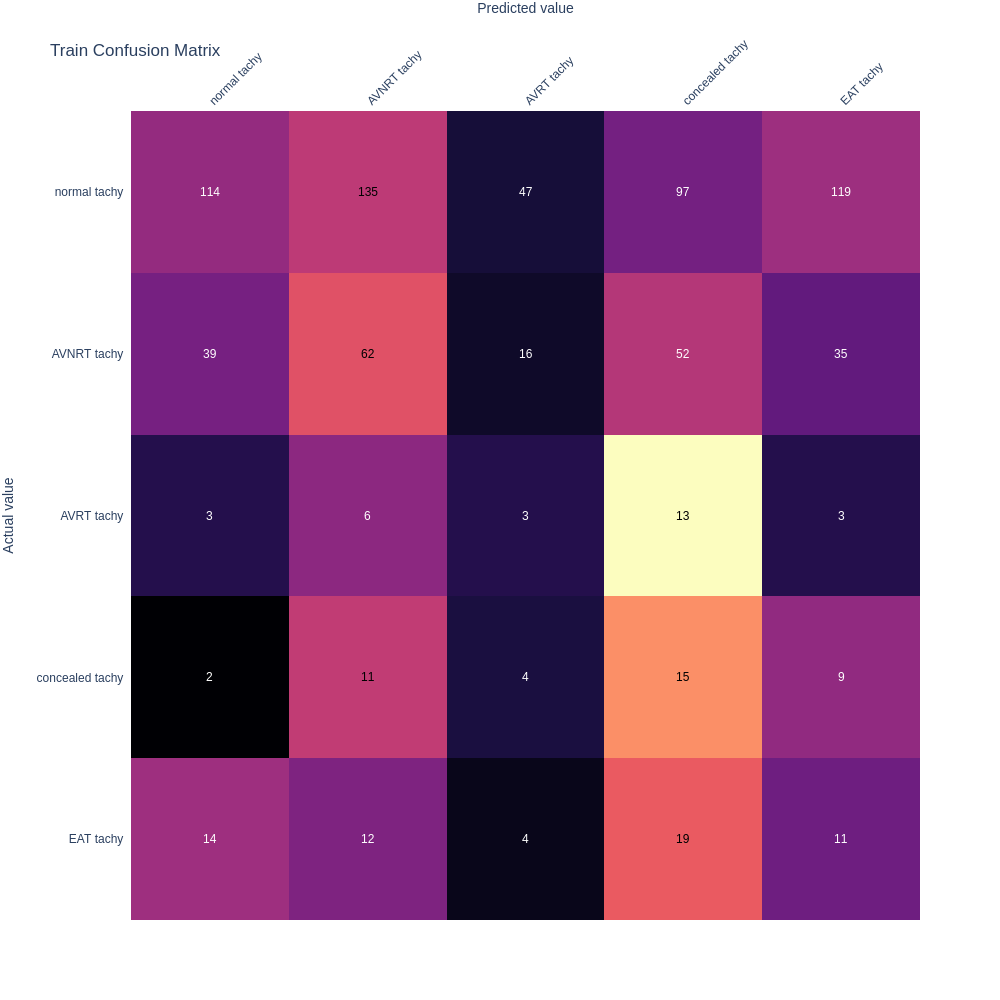 Predicted value
Train Confusion Matrix
normal tachy
AVNRT tachy
AVRT tachy
concealed tachy
EAT tachy
Actual value
normal tachy
114
135
47
97
119
AVNRT tachy
39
62
16
52
35
AVRT tachy
3
6
3
13
3
concealed tachy
2
11
4
15
9
EAT tachy
14
12
4
19
11